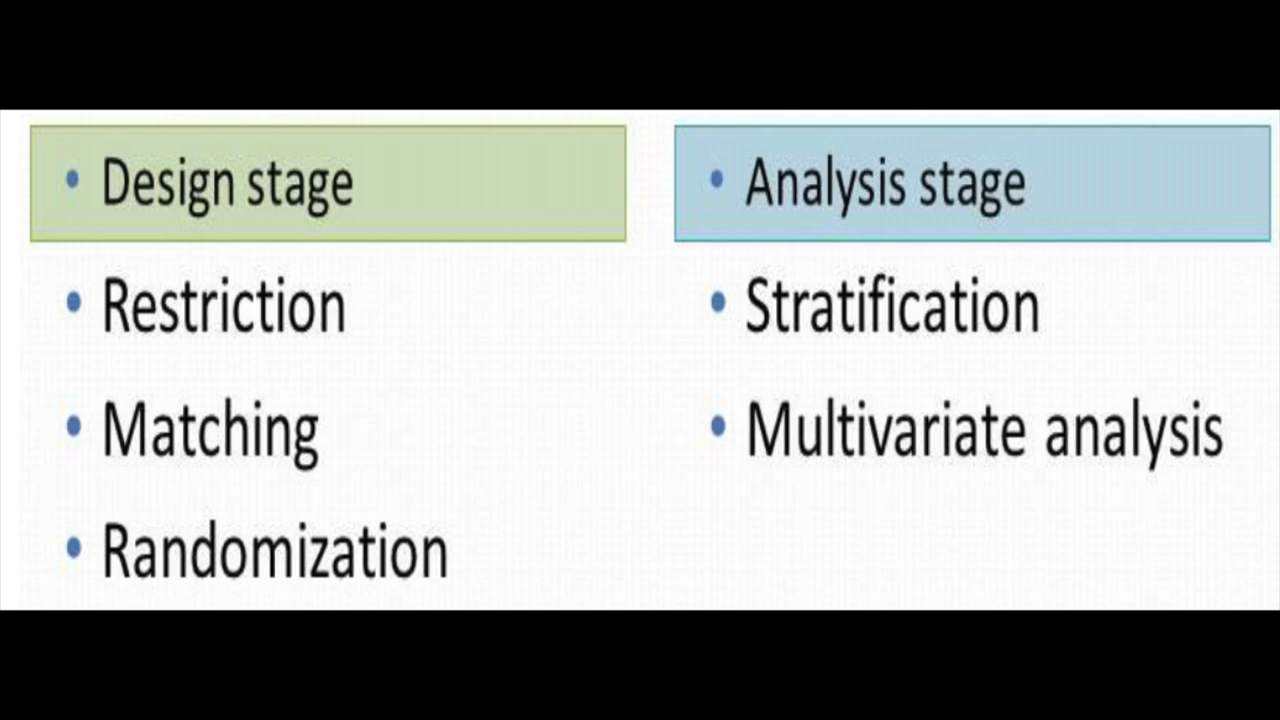 • Design stage
• Restriction
• Matching
• Randomization
• Analysis stage
• Stratification
• Multivariate analysis